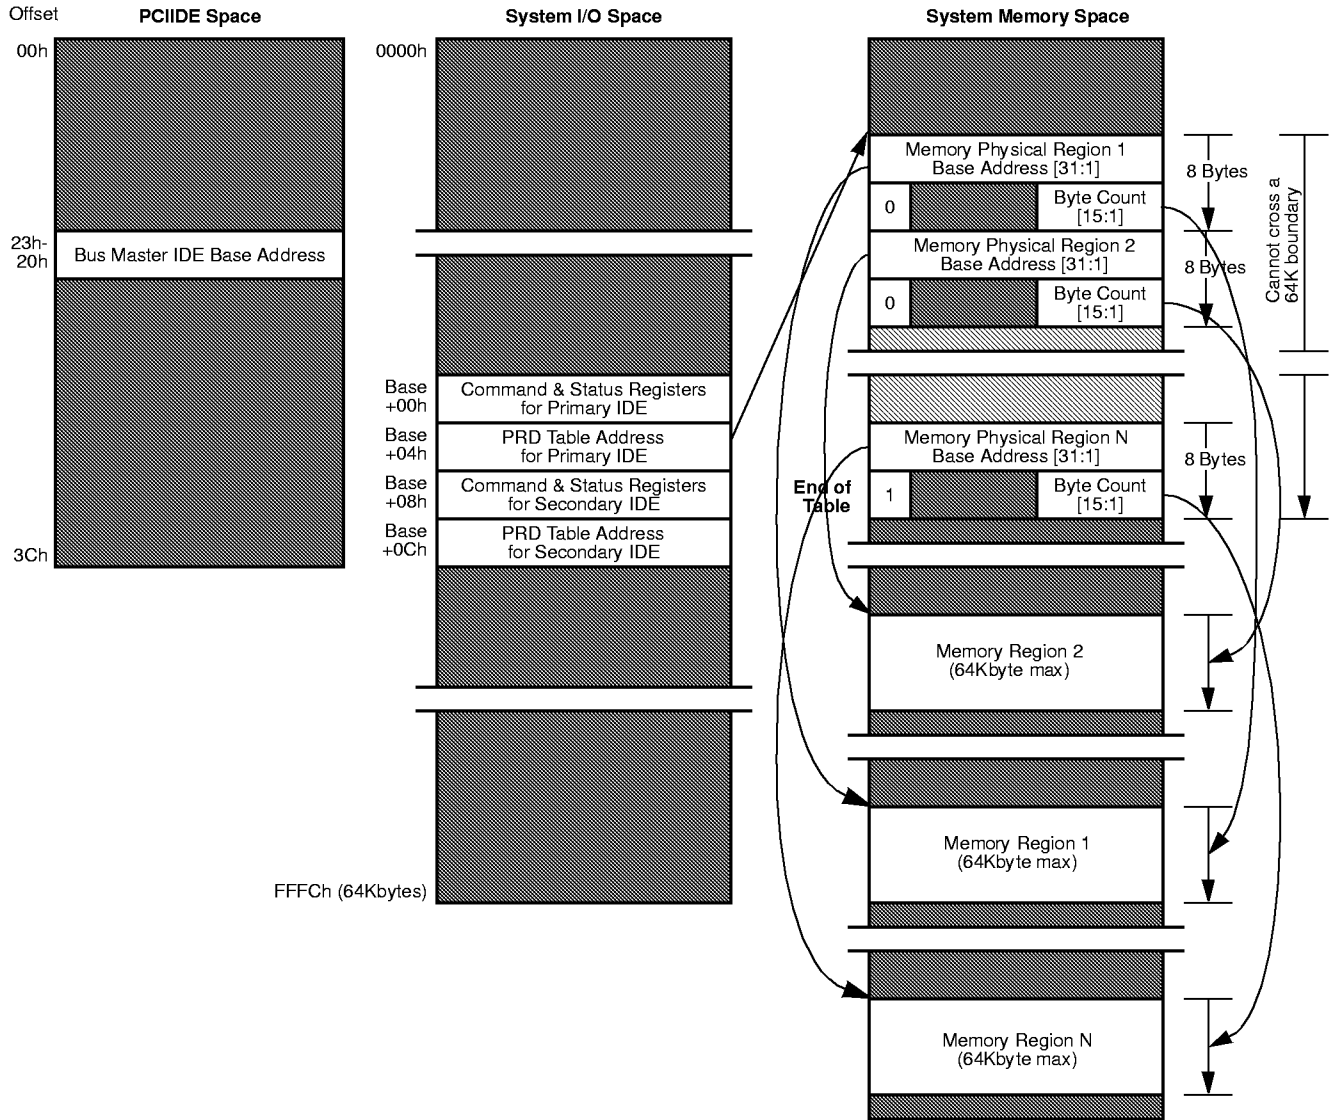 Offset
PCIIDE Space
System I/O Space
System Memory Space
00h
0000h
23h-
20h
Bus Master IDE Base Address
3Ch
Base
+00h
Command & Status Registers
for Primary IDE
Base
+04h
PRD Table Address
for Primary IDE
Base
+08h
Command & Status Registers
for Secondary IDE
Base
+0Ch
PRD Table Address
for Secondary IDE
FFFCh (64Kbytes)
Memory Physical Region 1
Base Address [31:1]
0
Byte Count
[15:1]
8 Bytes
Memory Physical Region 2
Base Address [31:1]
0
Byte Count
[15:1]
8 Bytes
Cannot cross a
64K boundary
Memory Physical Region N
Base Address [31:1]
End of
Table
1
Byte Count
[15:1]
8 Bytes
Memory Region 2
(64Kbyte max)
Memory Region 1
(64Kbyte max)
Memory Region N
(64Kbyte max)